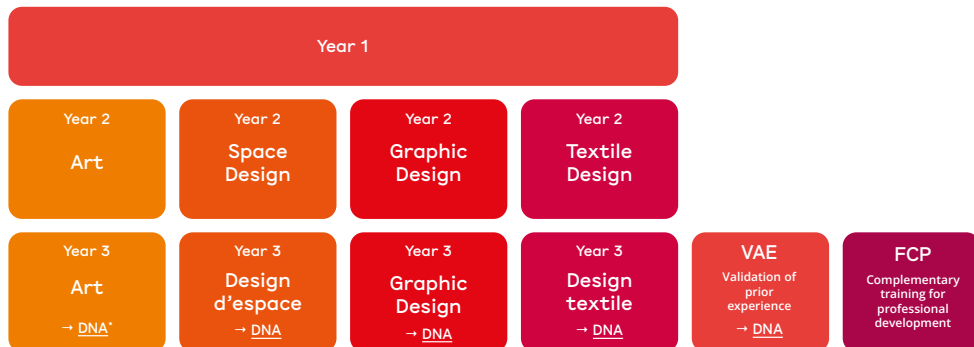 Year 1
Year 2
Art
Year 2
Space
Design
Year 2
Graphic
Design
Year 2
Textile
Design
Year 3
Art
→ DNA*
Year 3
Design
d'espace
→ DNA
Year 3
Graphic
Design
→ DNA
Year 3
Design
textile
→ DNA
VAE
Validation of
prior
experience
→ DNA
FCP
Complementary
training for
professional
development